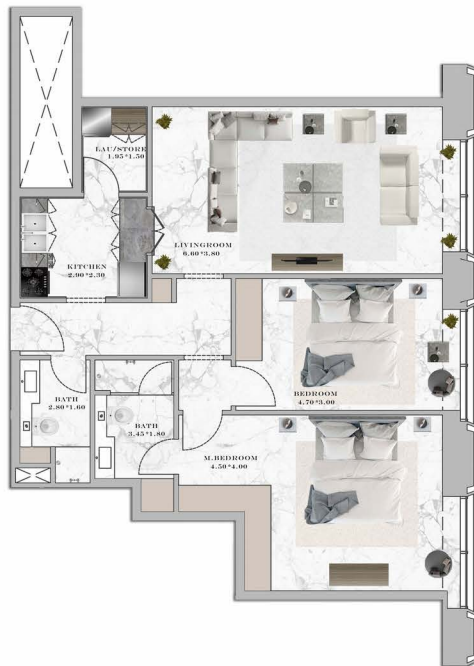 LAU/STORE
1.95*1.50
LIVINGROOM
6.60*3.80
KITCHEN
2.90*2.30
BEDROOM
4.70*3.00
BATH
2.80*1.60
BATH
3.45*1.80
M.BEDROOM
4.50*4.00